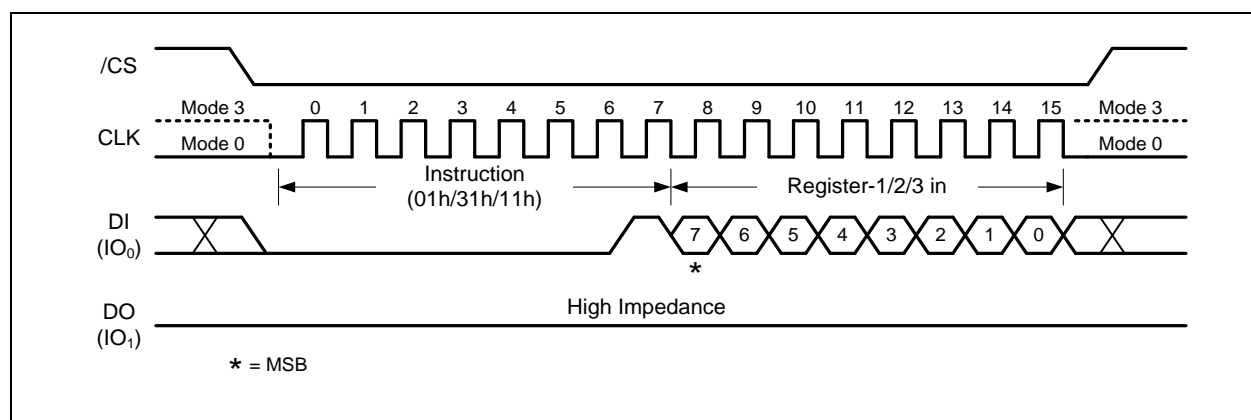 /CS
Mode 3 0 1 2 3 4 5 6 7 8 9 10 11 12 13 14 15 Mode 3
CLK
Mode 0 Mode 0
Instruction
(01h/31h/11h)
Register-1/2/3 in
DI
(IO₀)
7 6 5 4 3 2 1 0
*
High Impedance
DO
(IO₁)
* = MSB